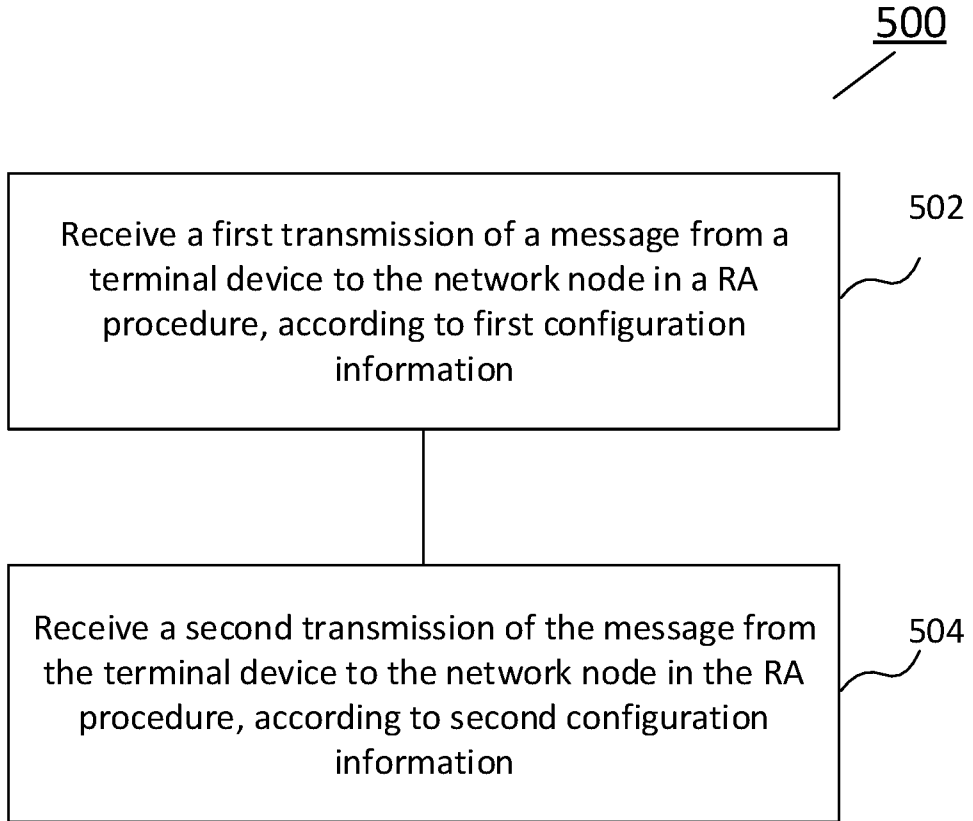 500
Receive a first transmission of a message from a
terminal device to the network node in a RA
procedure, according to first configuration
information
502
Receive a second transmission of the message from
the terminal device to the network node in the RA
procedure, according to second configuration
information
504